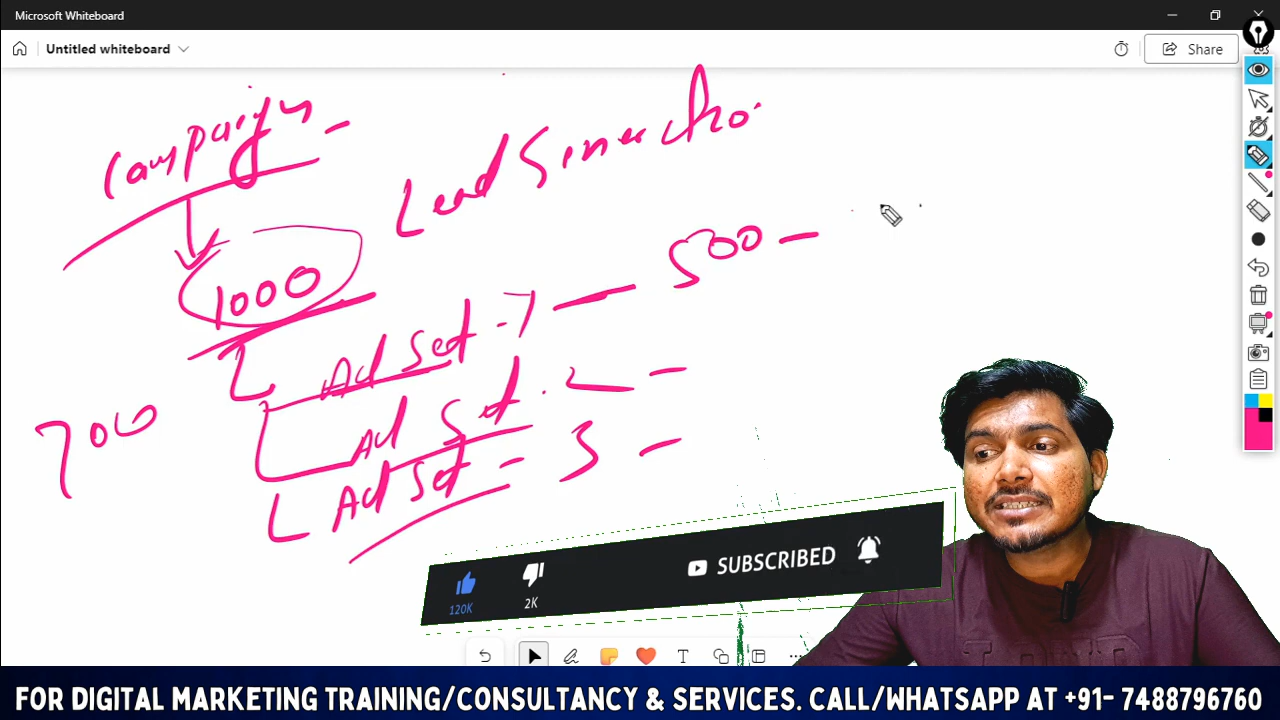 Microsoft Whiteboard
Untitled whiteboard
Share
Campaign -
Lead Generation
1000
Ad Set - 1 — 500 -
Ad Set - 2 -
700
Ad Set - 3 -
120K
2K
SUBSCRIBED
T
FOR DIGITAL MARKETING TRAINING/CONSULTANCY & SERVICES. CALL/WHATSAPP AT +91- 7488796760